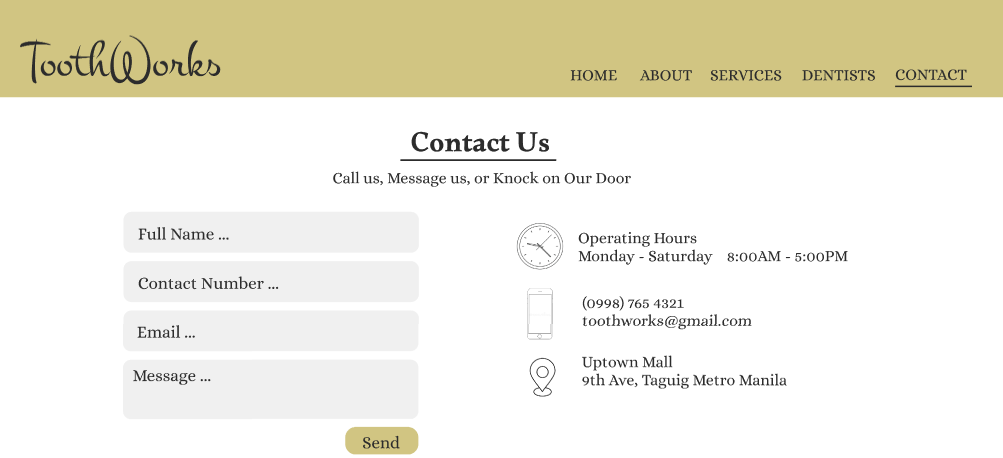 ToothWorks
HOME ABOUT SERVICES DENTISTS CONTACT
Contact Us
Call us, Message us, or Knock on Our Door
Full Name ...
Contact Number ...
Email ...
Message ...
Send
Operating Hours
Monday - Saturday 8:00AM - 5:00PM
(0998) 765 4321
toothworks@gmail.com
Uptown Mall
9th Ave, Taguig Metro Manila